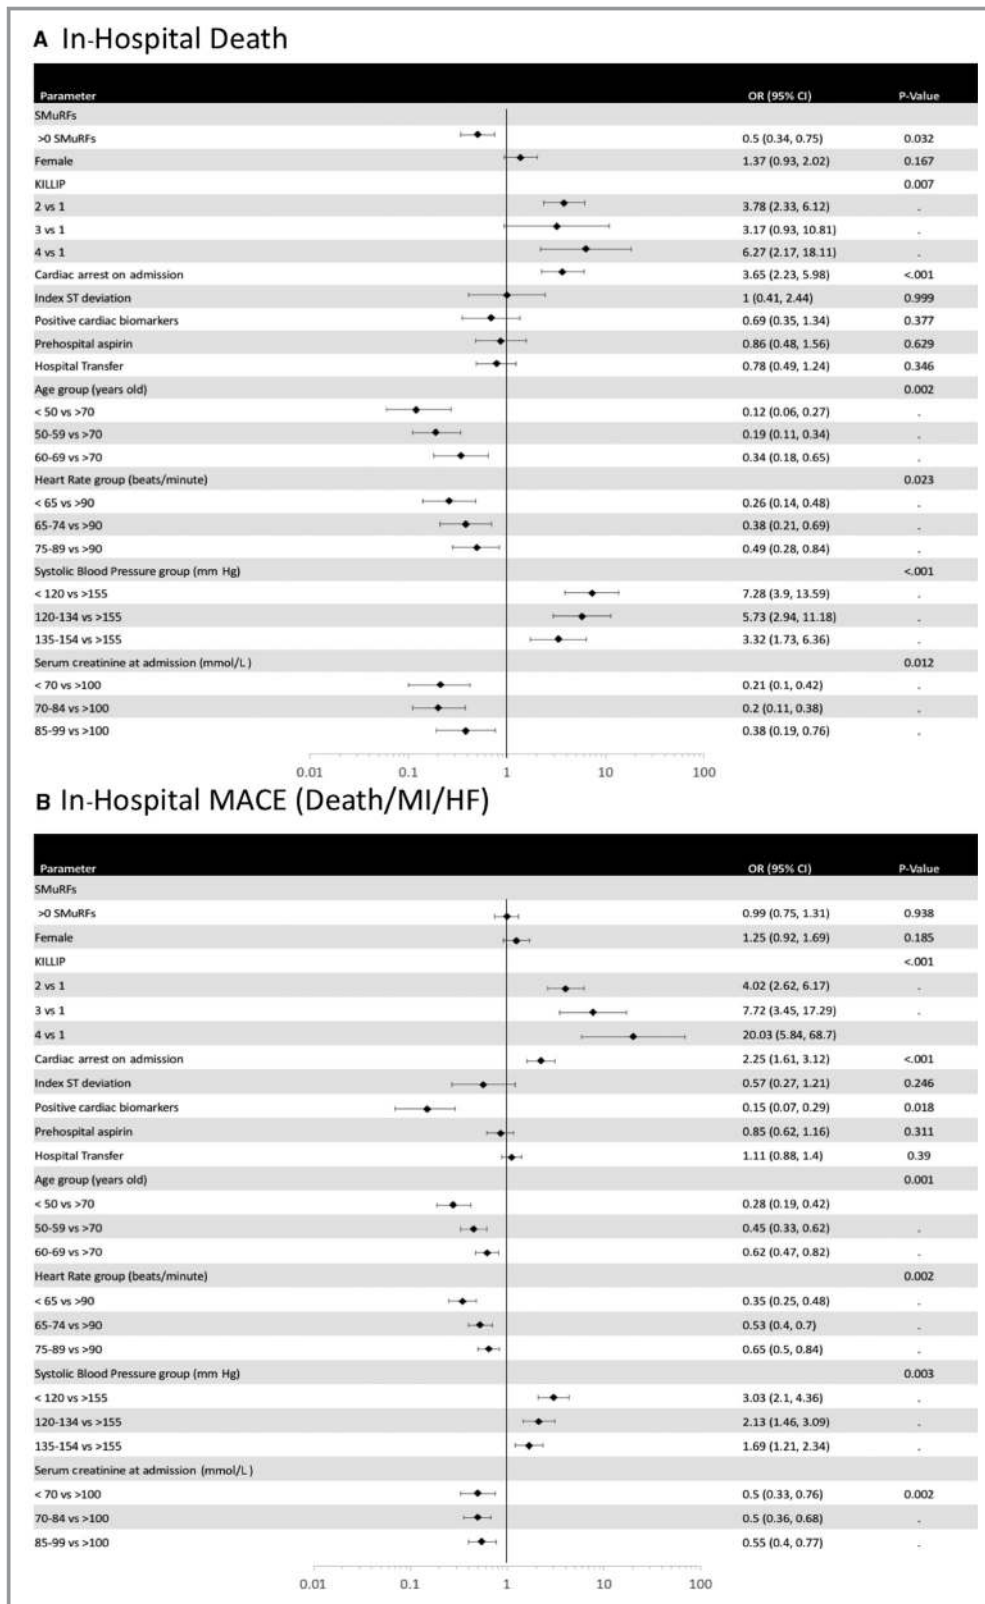 A In-Hospital Death
Parameter OR (95% CI) P-Value
SMuRFs
>0 SMuRFs 0.5 (0.34, 0.75) 0.032
Female 1.37 (0.93, 2.02) 0.167
KILLIP 0.007
2 vs 1 3.78 (2.33, 6.12) .
3 vs 1 3.17 (0.93, 10.81) .
4 vs 1 6.27 (2.17, 18.11) .
Cardiac arrest on admission 3.65 (2.23, 5.98) <.001
Index ST deviation 1 (0.41, 2.44) 0.999
Positive cardiac biomarkers 0.69 (0.35, 1.34) 0.377
Prehospital aspirin 0.86 (0.48, 1.56) 0.629
Hospital Transfer 0.78 (0.49, 1.24) 0.346
Age group (years old) 0.002
< 50 vs >70 0.12 (0.06, 0.27) .
50-59 vs >70 0.19 (0.11, 0.34) .
60-69 vs >70 0.34 (0.18, 0.65) .
Heart Rate group (beats/minute) 0.023
< 65 vs >90 0.26 (0.14, 0.48) .
65-74 vs >90 0.38 (0.21, 0.69) .
75-89 vs >90 0.49 (0.28, 0.84) .
Systolic Blood Pressure group (mm Hg) <.001
< 120 vs >155 7.28 (3.9, 13.59) .
120-134 vs >155 5.73 (2.94, 11.18) .
135-154 vs >155 3.32 (1.73, 6.36) .
Serum creatinine at admission (mmol/L) 0.012
< 70 vs >100 0.21 (0.1, 0.42) .
70-84 vs >100 0.2 (0.11, 0.38) .
85-99 vs >100 0.38 (0.19, 0.76) .
0.01 0.1 1 10 100
B In-Hospital MACE (Death/MI/HF)
Parameter OR (95% CI) P-Value
SMuRFs
>0 SMuRFs 0.99 (0.75, 1.31) 0.938
Female 1.25 (0.92, 1.69) 0.185
KILLIP <.001
2 vs 1 4.02 (2.62, 6.17) .
3 vs 1 7.72 (3.45, 17.29) .
4 vs 1 20.03 (5.84, 68.7)
Cardiac arrest on admission 2.25 (1.61, 3.12) <.001
Index ST deviation 0.57 (0.27, 1.21) 0.246
Positive cardiac biomarkers 0.15 (0.07, 0.29) 0.018
Prehospital aspirin 0.85 (0.62, 1.16) 0.311
Hospital Transfer 1.11 (0.88, 1.4) 0.39
Age group (years old) 0.001
< 50 vs >70 0.28 (0.19, 0.42)
50-59 vs >70 0.45 (0.33, 0.62) .
60-69 vs >70 0.62 (0.47, 0.82) .
Heart Rate group (beats/minute) 0.002
< 65 vs >90 0.35 (0.25, 0.48) .
65-74 vs >90 0.53 (0.4, 0.7) .
75-89 vs >90 0.65 (0.5, 0.84) .
Systolic Blood Pressure group (mm Hg) 0.003
< 120 vs >155 3.03 (2.1, 4.36) .
120-134 vs >155 2.13 (1.46, 3.09) .
135-154 vs >155 1.69 (1.21, 2.34) .
Serum creatinine at admission (mmol/L)
< 70 vs >100 0.5 (0.33, 0.76) 0.002
70-84 vs >100 0.5 (0.36, 0.68) .
85-99 vs >100 0.55 (0.4, 0.77) .
0.01 0.1 1 10 100